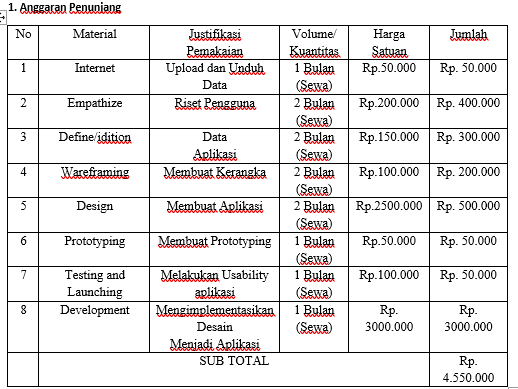 1. Anggaran Penunjang
No Material Justifikasi Pemakaian Volume/ Kuantitas Harga Satuan Jumlah
1 Internet Upload dan Unduh Data 1 Bulan (Sewa) Rp.50.000 Rp. 50.000
2 Empathize Riset Pengguna 2 Bulan (Sewa) Rp.200.000 Rp. 400.000
3 Define/idition Data Aplikasi 2 Bulan (Sewa) Rp.150.000 Rp. 300.000
4 Wareframing Membuat Kerangka 2 Bulan (Sewa) Rp.100.000 Rp. 200.000
5 Design Membuat Aplikasi 2 Bulan (Sewa) Rp.2500.000 Rp. 500.000
6 Prototyping Membuat Prototyping 1 Bulan (Sewa) Rp.50.000 Rp. 50.000
7 Testing and Launching Melakukan Usability aplikasi 1 Bulan (Sewa) Rp.100.000 Rp. 50.000
8 Development Mengimplementasikan Desain Menjadi Aplikasi 1 Bulan (Sewa) Rp. 3000.000 Rp. 3000.000
SUB TOTAL Rp. 4.550.000